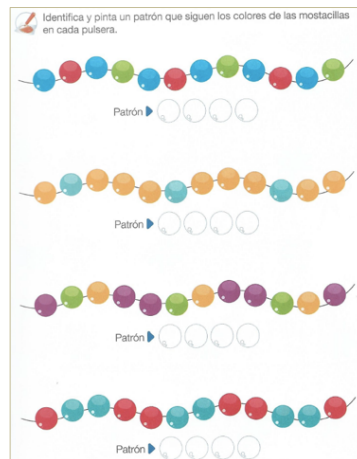 Identifica y pinta un patrón que siguen los colores de las mostacillas
en cada pulsera.
Patrón
Patrón
Patrón
Patrón